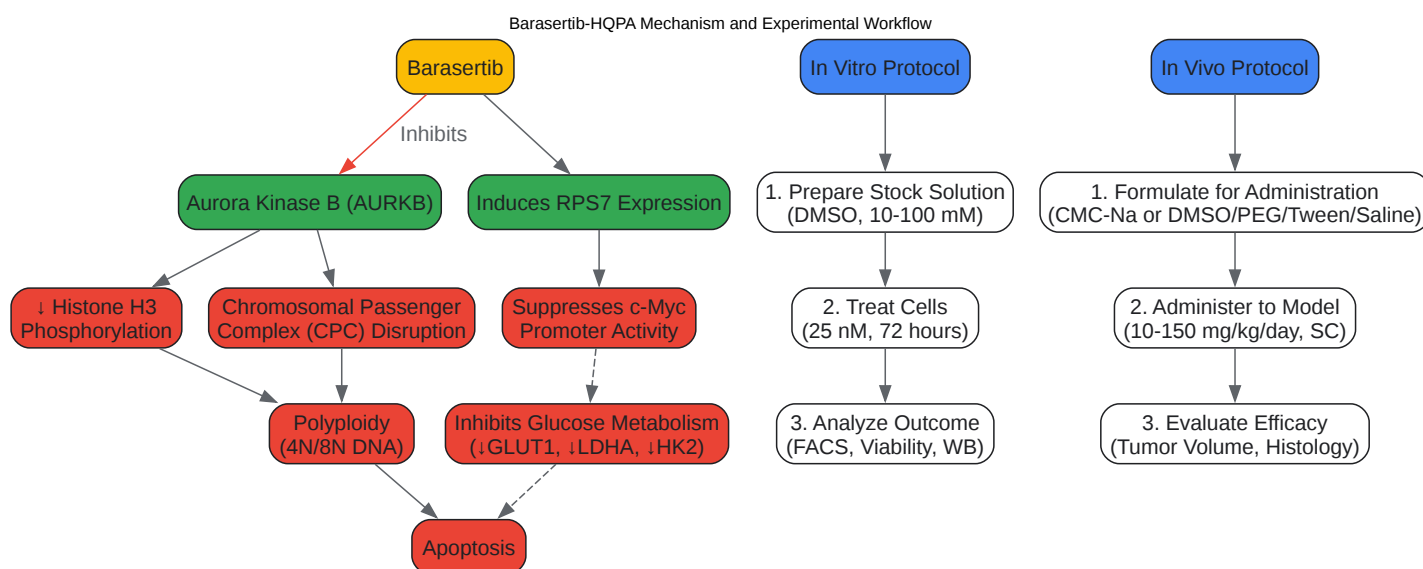 Barasertib-HQPA Mechanism and Experimental Workflow
Barasertib
In Vitro Protocol
In Vivo Protocol
Inhibits
Aurora Kinase B (AURKB)
Induces RPS7 Expression
1. Prepare Stock Solution
(DMSO, 10-100 mM)
1. Formulate for Administration
(CMC-Na or DMSO/PEG/Tween/Saline)
↓ Histone H3
Phosphorylation
Chromosomal Passenger
Complex (CPC) Disruption
Suppresses c-Myc
Promoter Activity
2. Treat Cells
(25 nM, 72 hours)
2. Administer to Model
(10-150 mg/kg/day, SC)
Polyploidy
(4N/8N DNA)
Inhibits Glucose Metabolism
(↓GLUT1, ↓LDHA, ↓HK2)
3. Analyze Outcome
(FACS, Viability, WB)
3. Evaluate Efficacy
(Tumor Volume, Histology)
Apoptosis